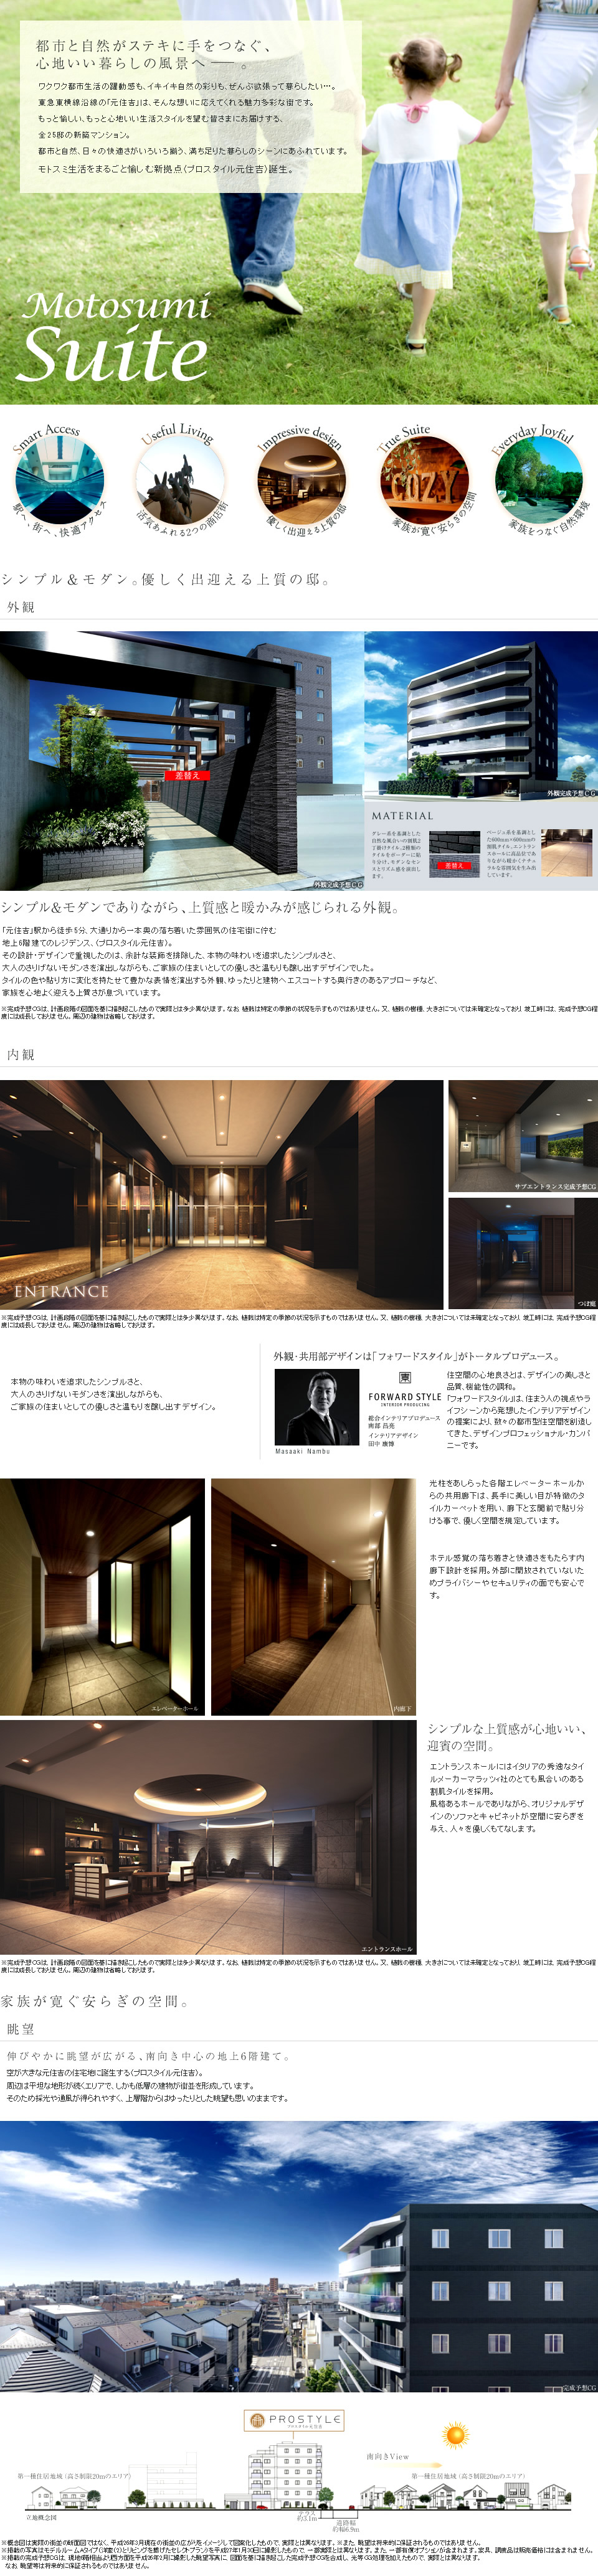 都市と自然がステキに手をつなぐ、
心地いい暮らしの風景へ ── 。
ワクワク都市生活の躍動感も、イキイキ自然の彩りも、ぜんぶ欲張って暮らしたい…。
東急東横線沿線の「元住吉」は、そんな想いに応えてくれる魅力多彩な街です。
もっと愉しい、もっと心地いい生活スタイルを望む皆さまにお届けする、
全25邸の新築マンション。
都市と自然、日々の快適さがいろいろ揃う、満ち足りた暮らしのシーンにあふれています。
モトスミ生活をまるごと愉しむ新拠点〈プロスタイル元住吉〉誕生。
Motosumi
Suite
Smart Access
駅へ、街へ、快適アクセス
Useful Living
活気あふれる2つの商店街
Impressive design
優しく出迎える上質の邸
True Suite
家族が寛ぐ安らぎの空間
Everyday Joyful
家族をつなぐ自然環境
シンプル＆モダン。優しく出迎える上質の邸。
外観
差替え
外観完成予想CG
外観完成予想CG
MATERIAL
グレー系を基調とした
自然な風合いの割肌2
丁掛けタイル。2種類の
タイルをボーダーに貼
り分け、モダンなセン
スとリズム感を演出し
ます。
差替え
ベージュ系を基調とし
た600mm×600mmの
割肌タイル。エントラン
スホールに高品位であ
りながら暖かくナチュ
ラルな雰囲気を生み出
しています。
シンプル&モダンでありながら、上質感と暖かみが感じられる外観。
「元住吉」駅から徒歩5分、大通りから一本奥の落ち着いた雰囲気の住宅街に佇む
地上6階建てのレジデンス、〈プロスタイル元住吉〉。
その設計・デザインで重視したのは、余計な装飾を排除した、本物の味わいを追求したシンプルさと、
大人のさりげないモダンさを演出しながらも、ご家族の住まいとしての優しさと温もりも醸し出すデザインでした。
タイルの色や貼り方に変化を持たせて豊かな表情を演出する外観、ゆったりと建物へエスコートする奥行きのあるアプローチなど、
家族を心地よく迎える上質さが息づいています。
※完成予想CGは、計画段階の図面を基に描き起こしたもので実際とは多少異なります。なお、植栽は特定の季節の状況を示すものではありません。又、植栽の樹種、大きさについては未確定となっており、竣工時には、完成予想CG程
度には成長しておりません。周辺の建物は省略しております。
内観
ENTRANCE
サブエントランス完成予想CG
つぼ庭
※完成予想CGは、計画段階の図面を基に描き起こしたもので実際とは多少異なります。なお、植栽は特定の季節の状況を示すものではありません。又、植栽の樹種、大きさについては未確定となっており、竣工時には、完成予想CG程
度には成長しておりません。周辺の建物は省略しております。
本物の味わいを追求したシンプルさと、
大人のさりげないモダンさを演出しながらも、
ご家族の住まいとしての優しさと温もりを醸し出すデザイン。
外観・共用部デザインは「フォワードスタイル」がトータルプロデュース。
Masaaki Nambu
FORWARD STYLE
INTERIOR PRODUCING
総合インテリアプロデュース
南部 昌亮
インテリアデザイン
田中 康博
住空間の心地良さとは、デザインの美しさと
品質、機能性の調和。
「フォワードスタイル」は、住まう人の視点やラ
イフシーンから発想したインテリアデザイン
の提案により、数々の都市型住空間を創造し
てきた、デザインプロフェッショナル・カンパ
ニーです。
エレベーターホール
内廊下
光柱をあしらった各階エレベーターホールか
らの共用廊下は、長手に美しい目が特徴のタ
イルカーペットを用い、廊下と玄関前で貼り分
ける事で、優しく空間を規定しています。
ホテル感覚の落ち着きと快適さをもたらす内
廊下設計を採用。外部に開放されていないた
めプライバシーやセキュリティの面でも安心で
す。
エントランスホール
シンプルな上質感が心地いい、
迎賓の空間。
エントランスホールにはイタリアの秀逸なタイ
ルメーカーマラッツィ社のとても風合いのある
割肌タイルを採用。
風格あるホールでありながら、オリジナルデザ
インのソファとキャビネットが空間に安らぎを
与え、人々を優しくもてなします。
※完成予想CGは、計画段階の図面を基に描き起こしたもので実際とは多少異なります。なお、植栽は特定の季節の状況を示すものではありません。又、植栽の樹種、大きさについては未確定となっており、竣工時には、完成予想CG程
度には成長しておりません。周辺の建物は省略しております。
家族が寛ぐ安らぎの空間。
眺望
伸びやかに眺望が広がる、南向き中心の地上6階建て。
空が大きな元住吉の住宅地に誕生する〈プロスタイル元住吉〉。
周辺は平坦な地形が続くエリアで、しかも低層の建物が街並を形成しています。
そのため採光や通風が得られやすく、上層階からはゆったりとした眺望も思いのままです。
完成予想CG
PROSTYLE
プロスタイル元住吉
南向きView
第一種住居地域（高さ制限20mのエリア）
第一種住居地域（高さ制限20mのエリア）
テラス
約3.1m
道路幅
約幅6.9m
立地概念図
※概念図は実際の街並の断面図ではなく、平成26年3月現在の街並の広がりをイメージして図案化したもので、実際とは異なります。※また、眺望は将来的に保証されるものではありません。
※掲載の写真はモデルルームAタイプ(洋室(2)とリビングを繋げたセレクトプラン)を平成27年1月30日に撮影したもので、一部実際とは異なります。また、一部有償オプションが含まれます。家具、調度品は販売価格には含まれません。
※掲載の完成予想CGは、現地6階相当より西方面を平成26年2月に撮影した眺望写真に、図面を基に描き起こした完成予想CGを合成し、光等CG処理を加えたもので、実際とは異なります。
なお、眺望等は将来的に保証されるものではありません。